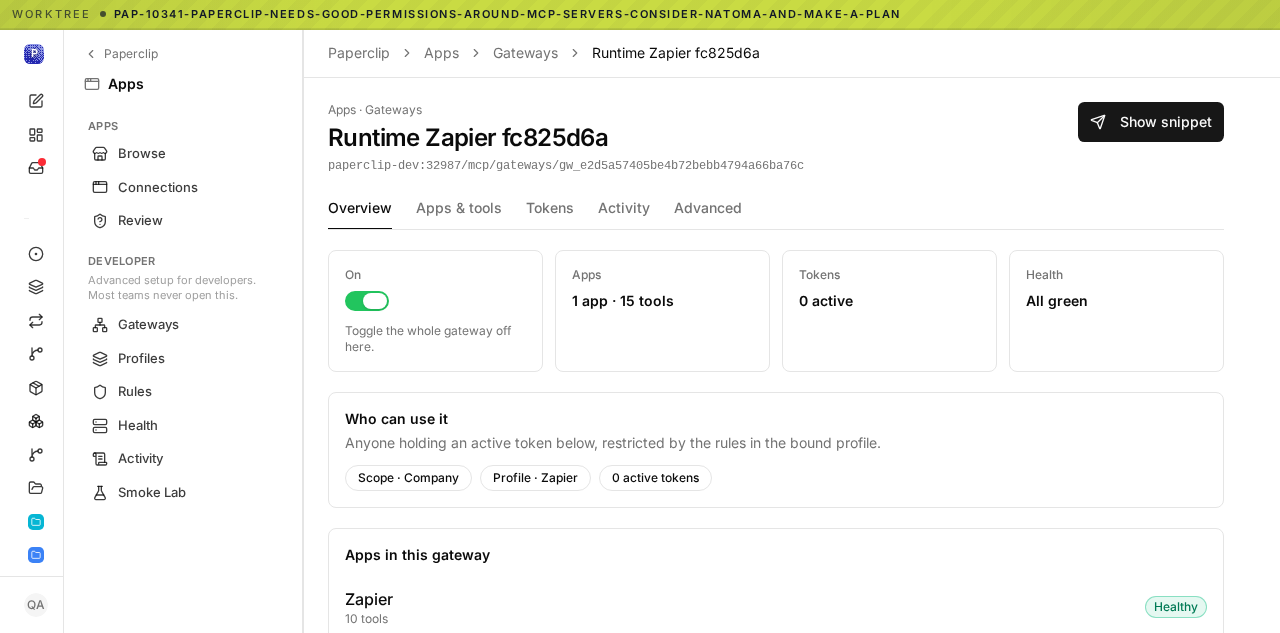 WORKTREE ● PAP-10341-PAPERCLIP-NEEDS-GOOD-PERMISSIONS-AROUND-MCP-SERVERS-CONSIDER-NATOMA-AND-MAKE-A-PLAN
Paperclip
Apps
APPS
Browse
Connections
Review
DEVELOPER
Advanced setup for developers.
Most teams never open this.
Gateways
Profiles
Rules
Health
Activity
Smoke Lab
QA
Paperclip > Apps > Gateways > Runtime Zapier fc825d6a
Apps · Gateways
Runtime Zapier fc825d6a
paperclip-dev:32987/mcp/gateways/gw_e2d5a57405be4b72bebb4794a66ba76c
Show snippet
Overview Apps & tools Tokens Activity Advanced
On
Toggle the whole gateway off
here.
Apps
1 app · 15 tools
Tokens
0 active
Health
All green
Who can use it
Anyone holding an active token below, restricted by the rules in the bound profile.
Scope · Company Profile · Zapier 0 active tokens
Apps in this gateway
Zapier
10 tools
Healthy